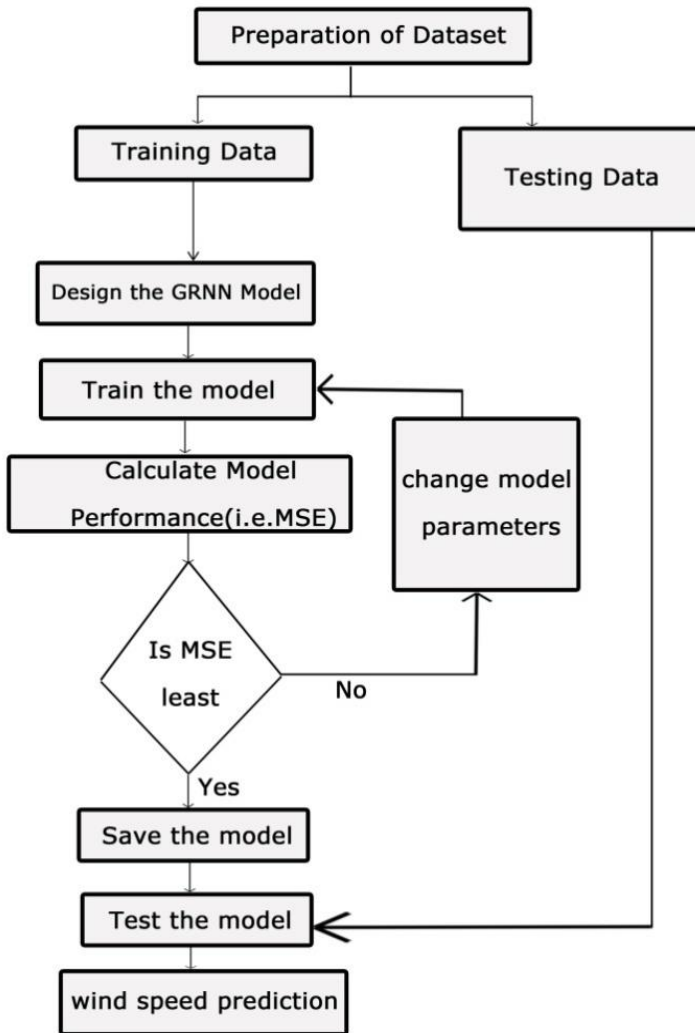 Preparation of Dataset
Training Data
Testing Data
Design the GRNN Model
Train the model
Calculate Model
Performance(i.e.MSE)
change model
parameters
Is MSE
least
No
Yes
Save the model
Test the model
wind speed prediction